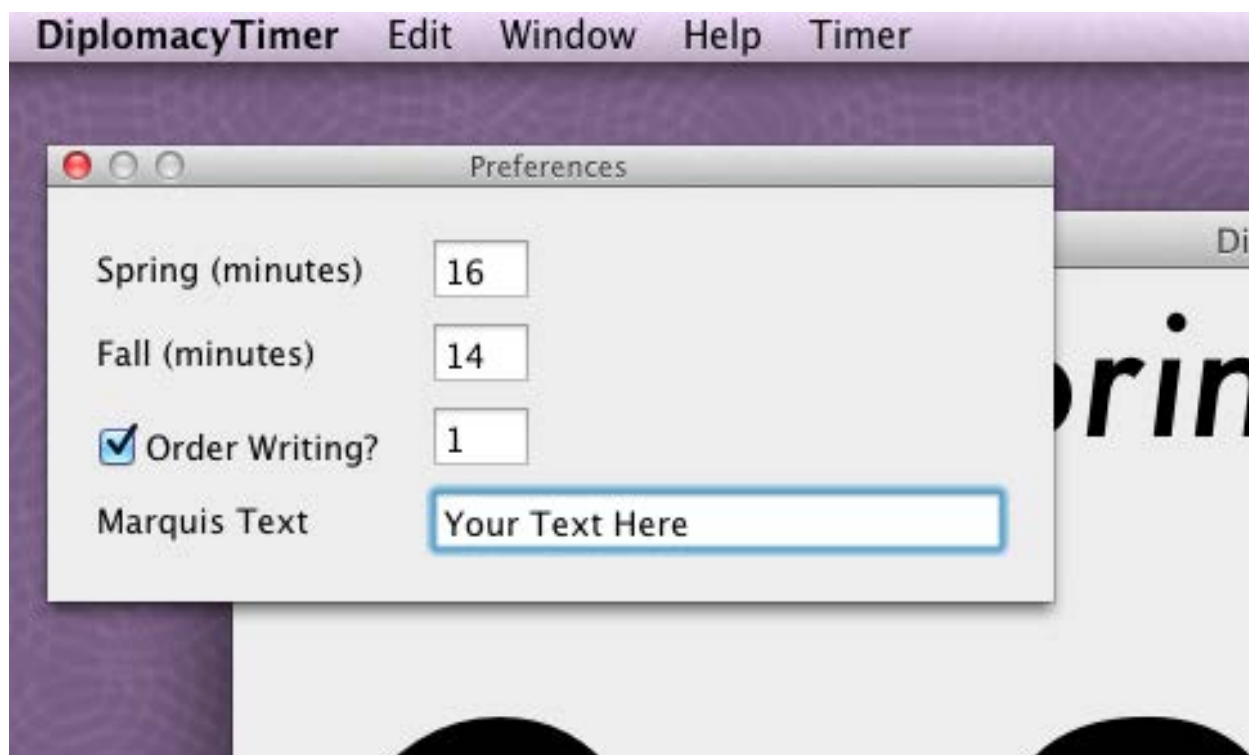 DiplomacyTimer Edit Window Help Timer
Preferences
Spring (minutes) 16
Fall (minutes) 14
Order Writing? 1
Marquis Text Your Text Here